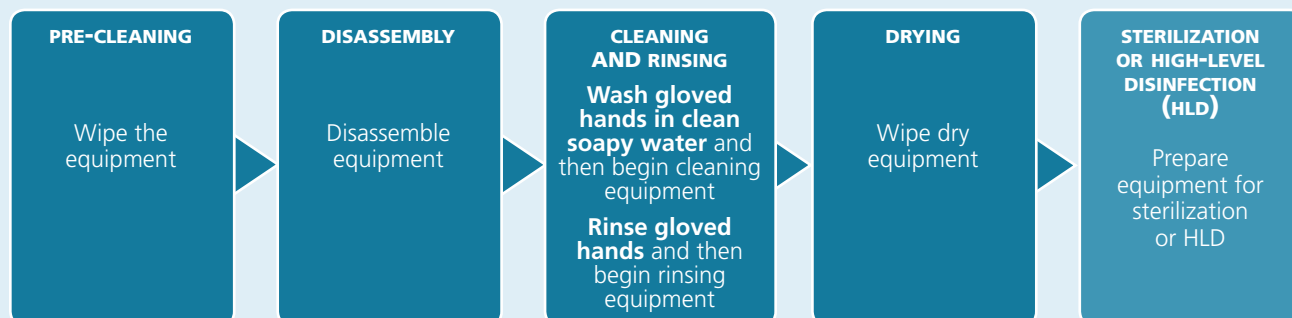 PRE-CLEANING
Wipe the
equipment
DISASSEMBLY
Disassemble
equipment
CLEANING
AND RINSING
Wash gloved
hands in clean
soapy water and
then begin cleaning
equipment
Rinse gloved
hands and then
begin rinsing
equipment
DRYING
Wipe dry
equipment
STERILIZATION
OR HIGH-LEVEL
DISINFECTION
(HLD)
Prepare
equipment for
sterilization
or HLD